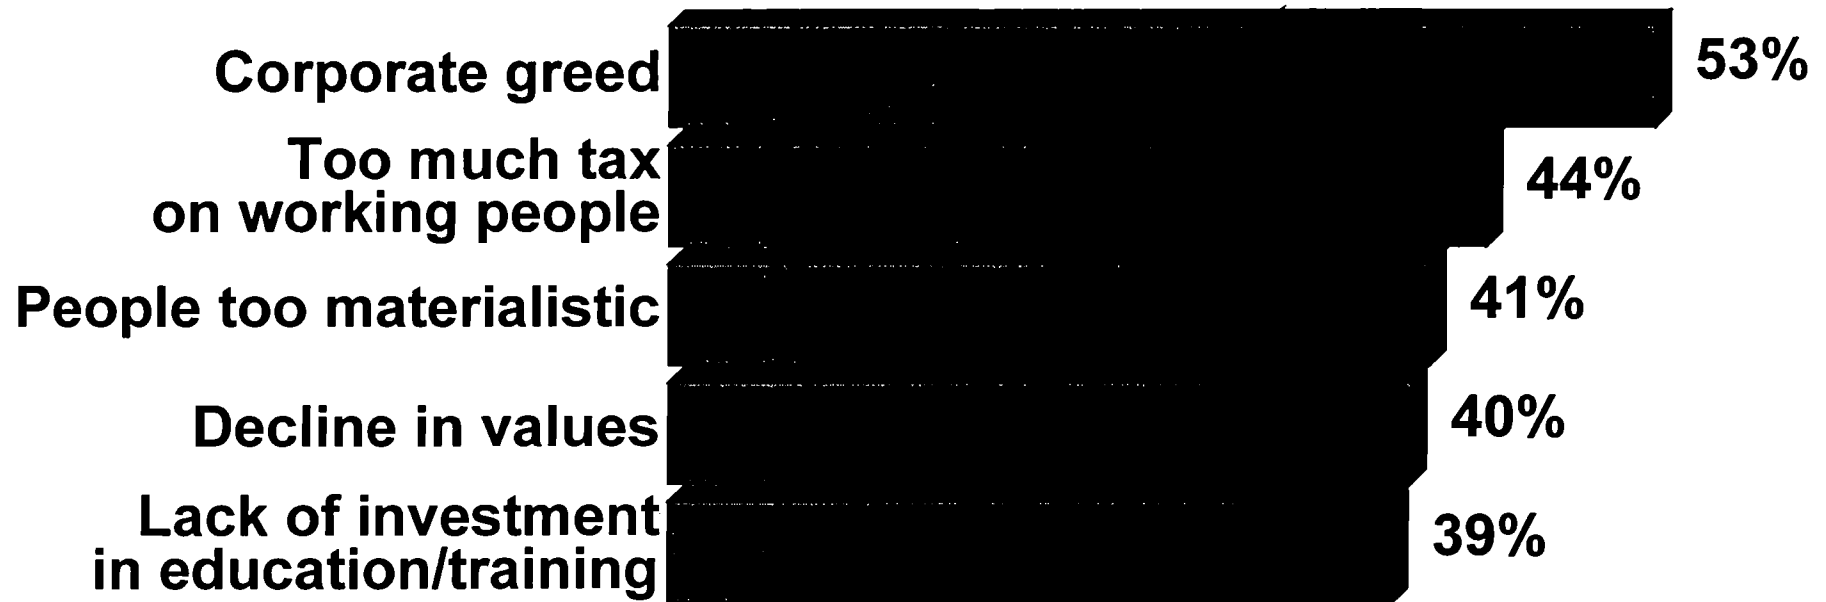 Corporate greed 53%
Too much tax
on working people 44%
People too materialistic 41%
Decline in values 40%
Lack of investment
in education/training 39%